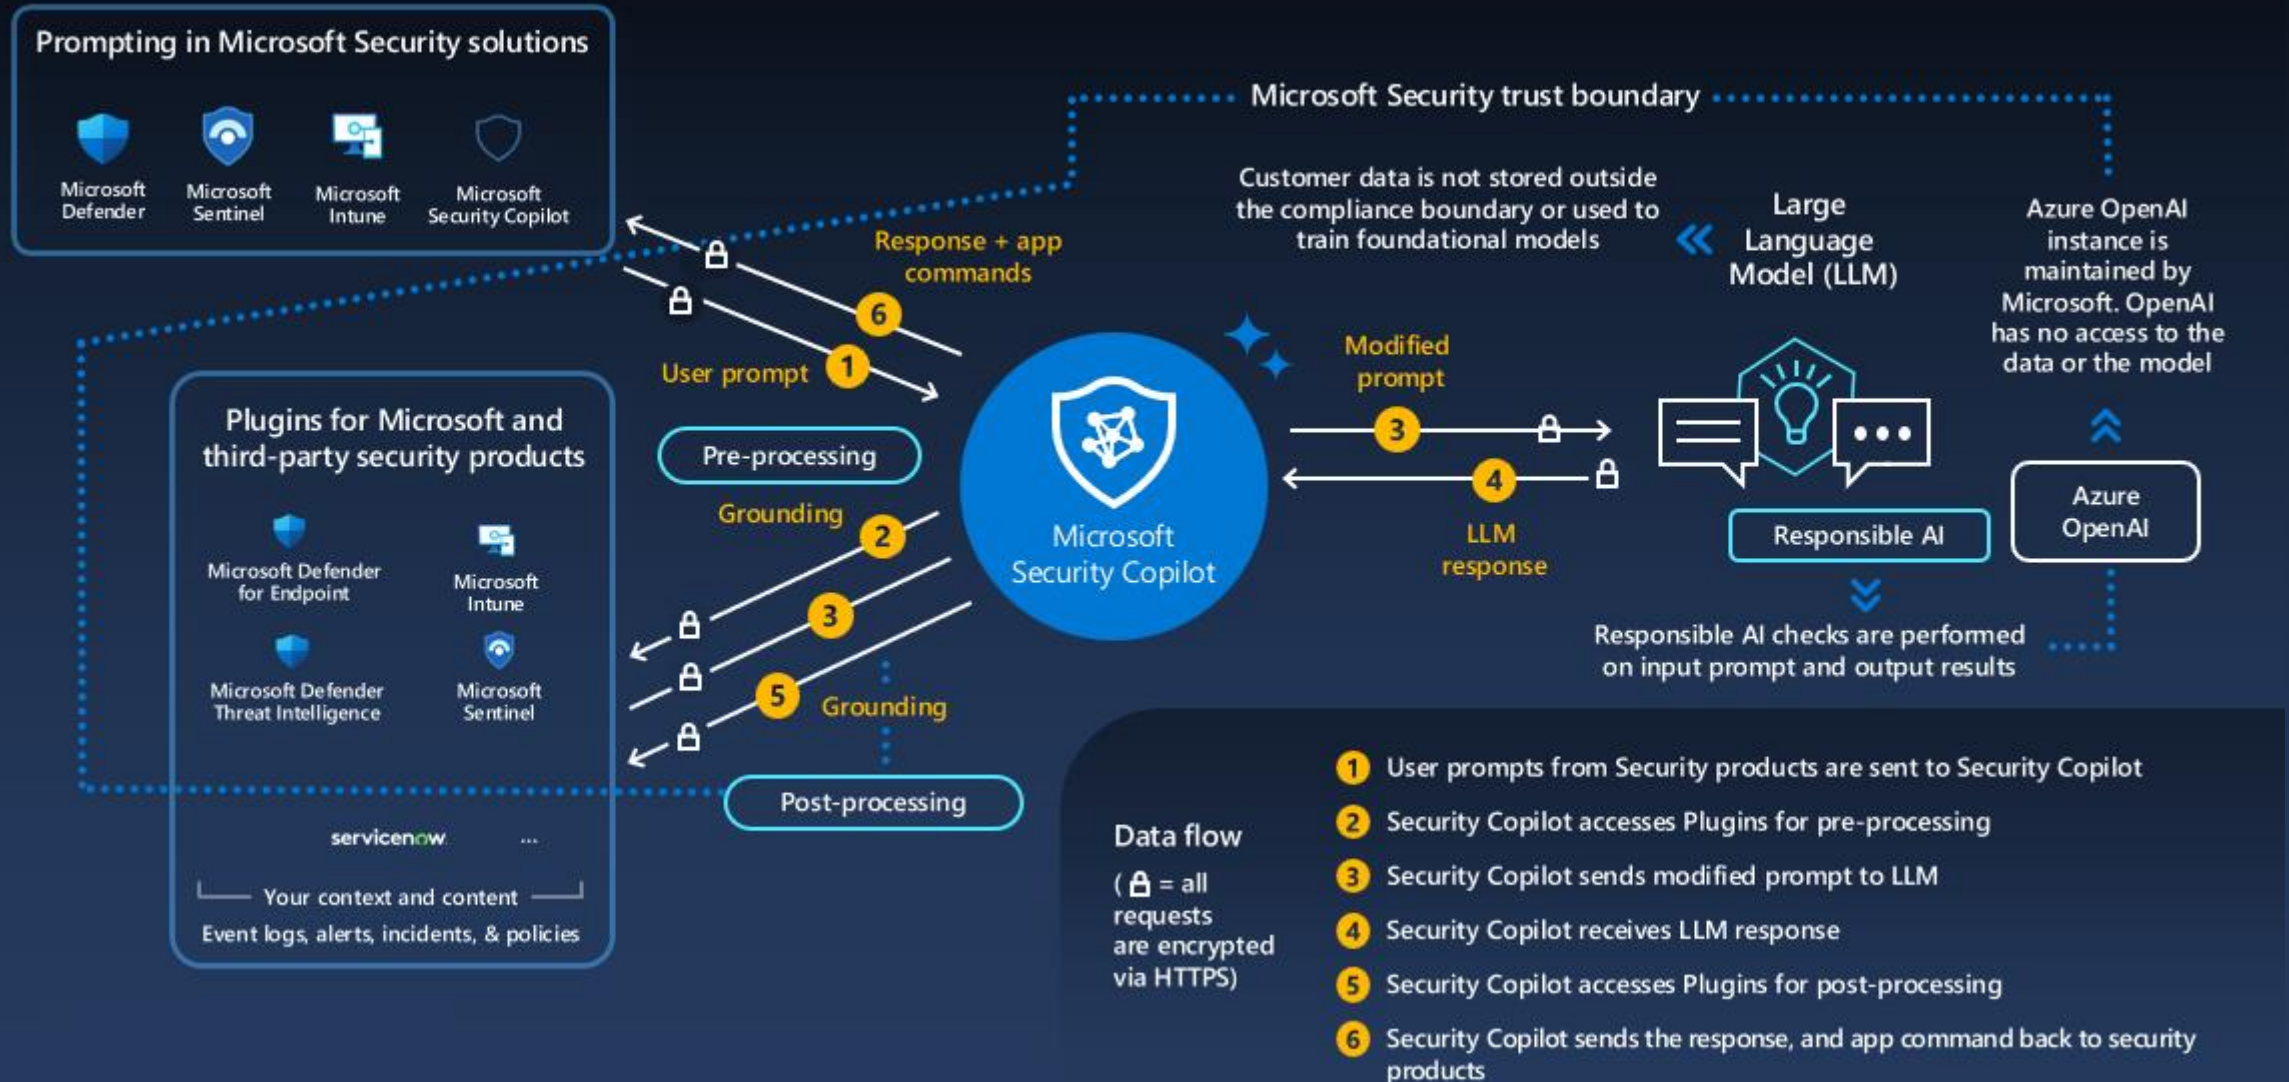 Prompting in Microsoft Security solutions
Microsoft
Defender
Microsoft
Sentinel
Microsoft
Intune
Microsoft
Security Copilot
Microsoft Security trust boundary
Customer data is not stored outside
the compliance boundary or used to
train foundational models
Large
Language
Model (LLM)
Azure OpenAI
instance is
maintained by
Microsoft. OpenAI
has no access to the
data or the model
Response + app
commands
6
User prompt
1
Pre-processing
Grounding
2
3
5
Grounding
Post-processing
Microsoft
Security Copilot
Modified
prompt
3
4
LLM
response
Responsible AI
Azure
OpenAI
Responsible AI checks are performed
on input prompt and output results
Plugins for Microsoft and
third-party security products
Microsoft Defender
for Endpoint
Microsoft
Intune
Microsoft Defender
Threat Intelligence
Microsoft
Sentinel
servicenow
...
Your context and content
Event logs, alerts, incidents, & policies
Data flow
( = all
requests
are encrypted
via HTTPS)
1 User prompts from Security products are sent to Security Copilot
2 Security Copilot accesses Plugins for pre-processing
3 Security Copilot sends modified prompt to LLM
4 Security Copilot receives LLM response
5 Security Copilot accesses Plugins for post-processing
6 Security Copilot sends the response, and app command back to security
products